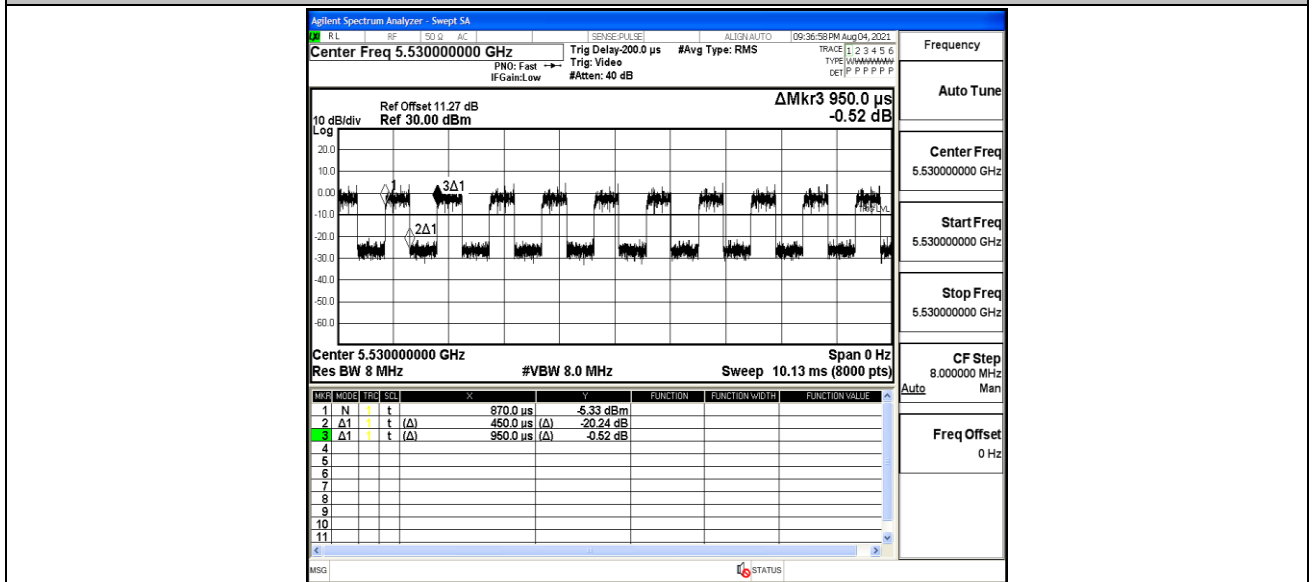 Agilent Spectrum Analyzer - Swept SA
RL RF 50 Ω AC SENSE:PULSE ALIGN AUTO 09:36:58 PM Aug 04, 2021
Center Freq 5.530000000 GHz
PNO: Fast
IFGain:Low
Trig Delay-200.0 µs
Trig: Video
#Atten: 40 dB
#Avg Type: RMS
TRACE 1 2 3 4 5 6
TYPE
DET P P P P P P
ΔMkr3 950.0 µs
-0.52 dB
Ref Offset 11.27 dB
10 dB/div Ref 30.00 dBm
Log
20.0
10.0
0.00
-10.0
-20.0
-30.0
-40.0
-50.0
-60.0
1
3Δ1
2Δ1
Center 5.530000000 GHz Span 0 Hz
Res BW 8 MHz #VBW 8.0 MHz Sweep 10.13 ms (8000 pts)
MKR MODE TRC SCL X Y FUNCTION FUNCTION WIDTH FUNCTION VALUE
1 N 1 t 870.0 µs -5.33 dBm
2 Δ1 1 t (Δ) 450.0 µs (Δ) -20.24 dB
3 Δ1 1 t (Δ) 950.0 µs (Δ) -0.52 dB
4
5
6
7
8
9
10
11
MSG STATUS
Frequency
Auto Tune
Center Freq
5.530000000 GHz
Start Freq
5.530000000 GHz
Stop Freq
5.530000000 GHz
CF Step
8.000000 MHz
Auto Man
Freq Offset
0 Hz